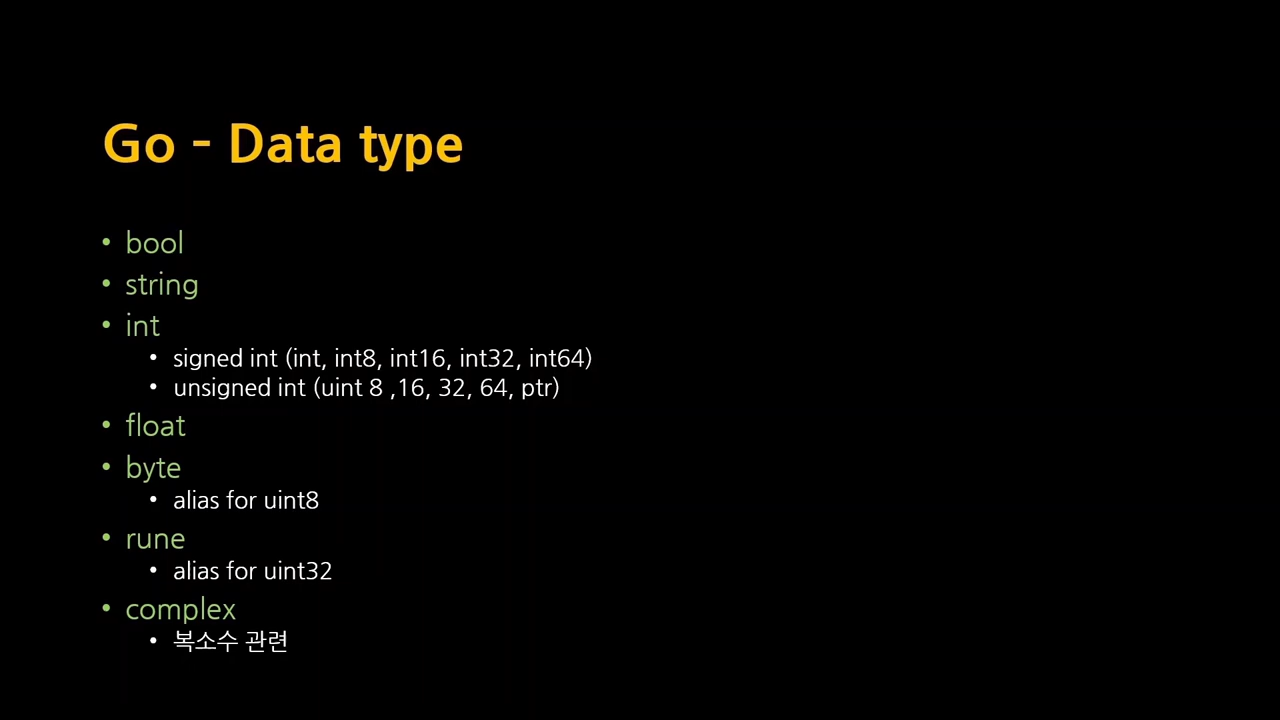 Go - Data type
• bool
• string
• int
• signed int (int, int8, int16, int32, int64)
• unsigned int (uint 8 ,16, 32, 64, ptr)
• float
• byte
• alias for uint8
• rune
• alias for uint32
• complex
• 복소수 관련